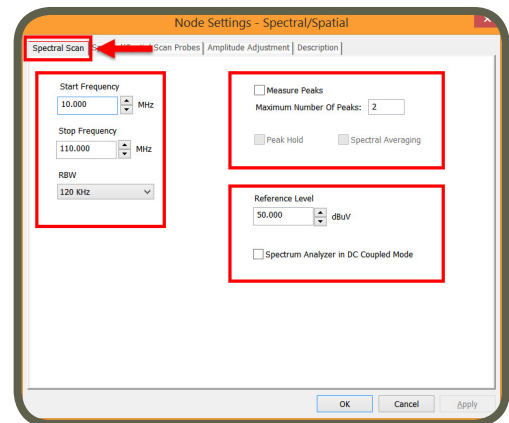 Node Settings - Spectral/Spatial
Spectral Scan Scan Probes Amplitude Adjustment Description
Start Frequency
10.000 MHz
Stop Frequency
110.000 MHz
RBW
120 KHz
Measure Peaks
Maximum Number Of Peaks: 2
Peak Hold Spectral Averaging
Reference Level
50.000 dBuV
Spectrum Analyzer in DC Coupled Mode
OK Cancel Apply